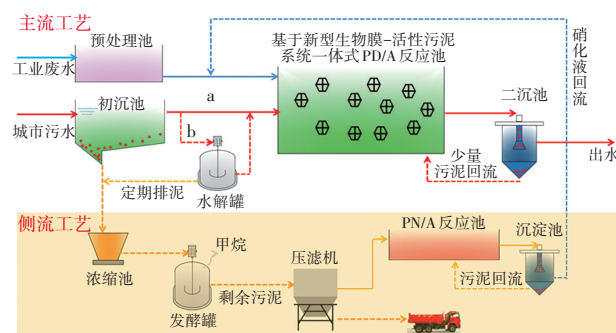 主流工艺
预处理池
工业废水
基于新型生物膜-活性污泥
系统一体式PD/A反应池
硝化液回流
初沉池
a
二沉池
城市污水
b
出水
少量
污泥回流
定期排泥
水解罐
侧流工艺
PN/A反应池
沉淀池
甲烷
压滤机
浓缩池
污泥回流
剩余污泥
发酵罐